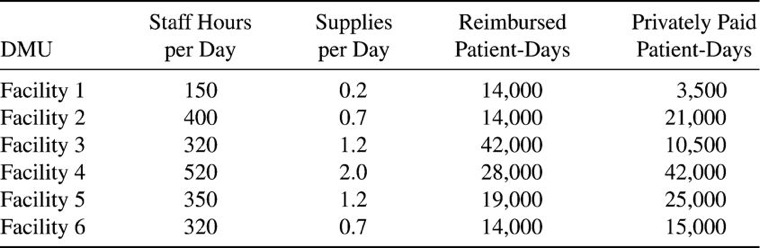 Staff Hours Supplies Reimbursed Privately Paid
DMU per Day per Day Patient-Days Patient-Days
Facility 1 150 0.2 14,000 3,500
Facility 2 400 0.7 14,000 21,000
Facility 3 320 1.2 42,000 10,500
Facility 4 520 2.0 28,000 42,000
Facility 5 350 1.2 19,000 25,000
Facility 6 320 0.7 14,000 15,000